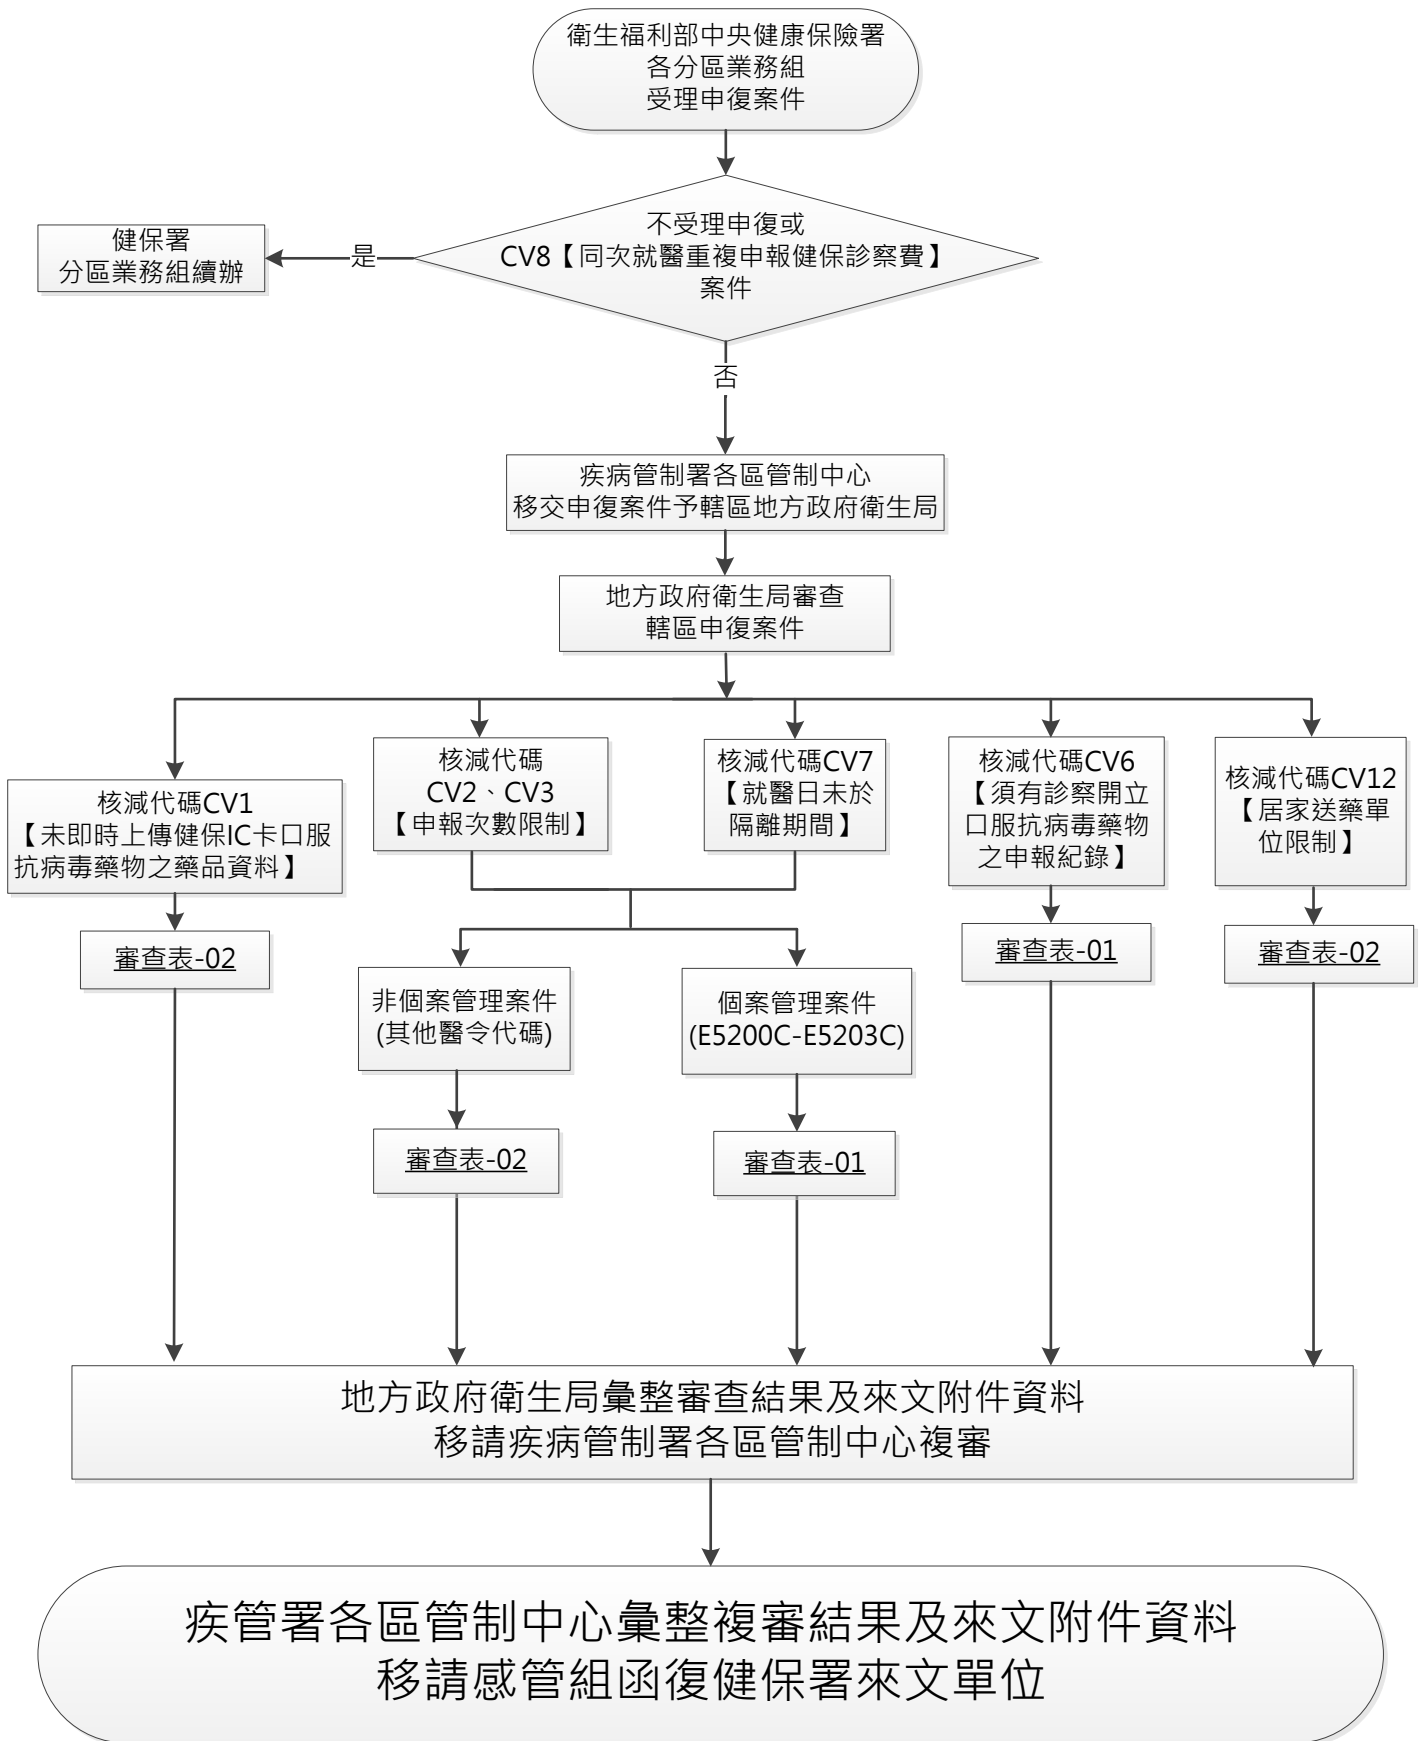 衛生福利部中央健康保險署
各分區業務組
受理申復案件
不受理申復或
CV8【同次就醫重複申報健保診察費】
案件
是
健保署
分區業務組續辦
否
疾病管制署各區管制中心
移交申復案件予轄區地方政府衛生局
地方政府衛生局審查
轄區申復案件
核減代碼CV1
【未即時上傳健保IC卡口服
抗病毒藥物之藥品資料】
審查表-02
核減代碼
CV2、CV3
【申報次數限制】
核減代碼CV7
【就醫日未於
隔離期間】
非個案管理案件
(其他醫令代碼)
審查表-02
個案管理案件
(E5200C-E5203C)
審查表-01
核減代碼CV6
【須有診察開立
口服抗病毒藥物
之申報紀錄】
審查表-01
核減代碼CV12
【居家送藥單
位限制】
審查表-02
地方政府衛生局彙整審查結果及來文附件資料
移請疾病管制署各區管制中心複審
疾管署各區管制中心彙整複審結果及來文附件資料
移請感管組函復健保署來文單位